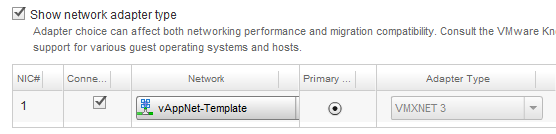 Show network adapter type
Adapter choice can affect both networking performance and migration compatibility. Consult the VMware Kn
support for various guest operating systems and hosts.
NIC# Conne... Network Primary ... Adapter Type
1 vAppNet-Template VMXNET 3